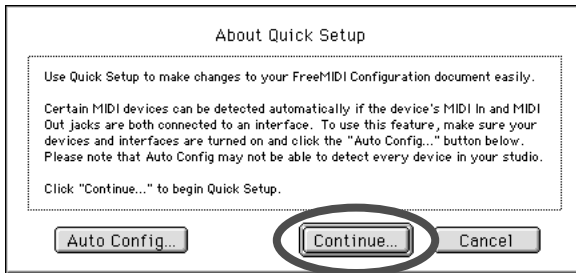 About Quick Setup
Use Quick Setup to make changes to your FreeMIDI Configuration document easily.
Certain MIDI devices can be detected automatically if the device's MIDI In and MIDI
Out jacks are both connected to an interface. To use this feature, make sure your
devices and interfaces are turned on and click the "Auto Config..." button below.
Please note that Auto Config may not be able to detect every device in your studio.
Click "Continue..." to begin Quick Setup.
Auto Config... Continue... Cancel